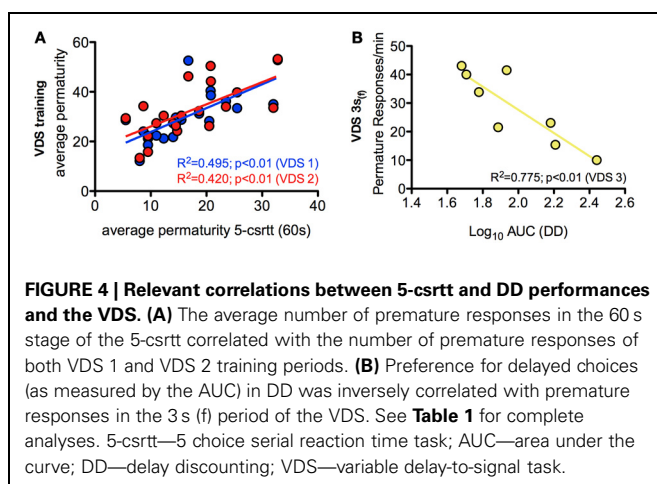 A
VDS training
average permaturity
60
40
20
0
0
10
20
30
40
R²=0.495; p<0.01 (VDS 1)
R²=0.420; p<0.01 (VDS 2)
average permaturity 5-csrtt (60s)
B
VDS 3s(f)
Permature Responses/min
50
40
30
20
10
0
1.4
1.6
1.8
2.0
2.2
2.4
2.6
R²=0.775; p<0.01 (VDS 3)
Log₁₀ AUC (DD)
FIGURE 4 | Relevant correlations between 5-csrtt and DD performances
and the VDS. (A) The average number of premature responses in the 60 s
stage of the 5-csrtt correlated with the number of premature responses of
both VDS 1 and VDS 2 training periods. (B) Preference for delayed choices
(as measured by the AUC) in DD was inversely correlated with premature
responses in the 3 s (f) period of the VDS. See Table 1 for complete
analyses. 5-csrtt—5 choice serial reaction time task; AUC—area under the
curve; DD—delay discounting; VDS—variable delay-to-signal task.